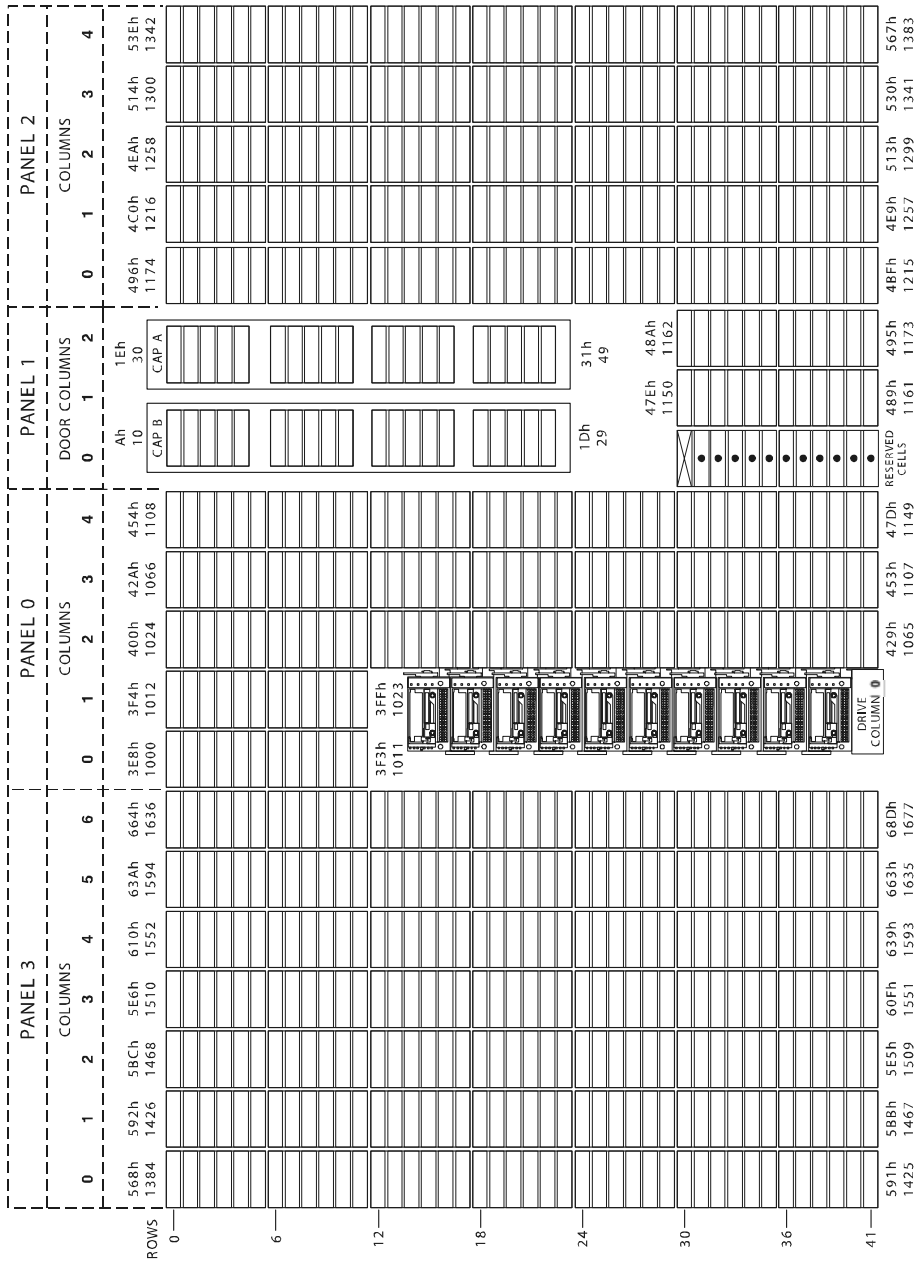 PANEL 3 PANEL 0 PANEL 1 PANEL 2
COLUMNS COLUMNS DOOR COLUMNS COLUMNS
0 1 2 3 4 5 6 0 1 2 3 4 0 1 2 0 1 2 3 4
Ah 1Eh
10 30
568h 592h 5BCh 5E6h 610h 63Ah 664h 3E8h 3F4h 400h 42Ah 454h 496h 4C0h 4EAh 514h 53Eh
ROWS 1384 1426 1468 1510 1552 1594 1636 1000 1012 1024 1066 1108 CAP B CAP A 1174 1216 1258 1300 1342
0
6
12 3F3h 3FFh
1011 1023
18
24 1Dh 31h
29 49
47Eh 48Ah
1150 1162
30
36
DRIVE
COLUMN 0
41
591h 5BBh 5E5h 60Fh 639h 663h 68Dh 429h 453h 47Dh RESERVED 489h 495h 4BFh 4E9h 513h 530h 567h
1425 1467 1509 1551 1593 1635 1677 1065 1107 1149 CELLS 1161 1173 1215 1257 1299 1341 1383